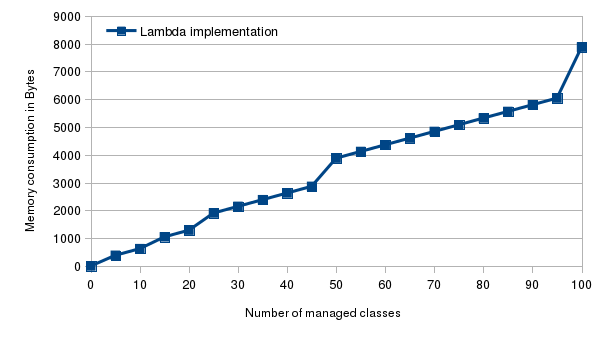 9000
Lambda implementation
8000
7000
6000
5000
4000
3000
2000
1000
0
Memory consumption in Bytes
0 10 20 30 40 50 60 70 80 90 100
Number of managed classes